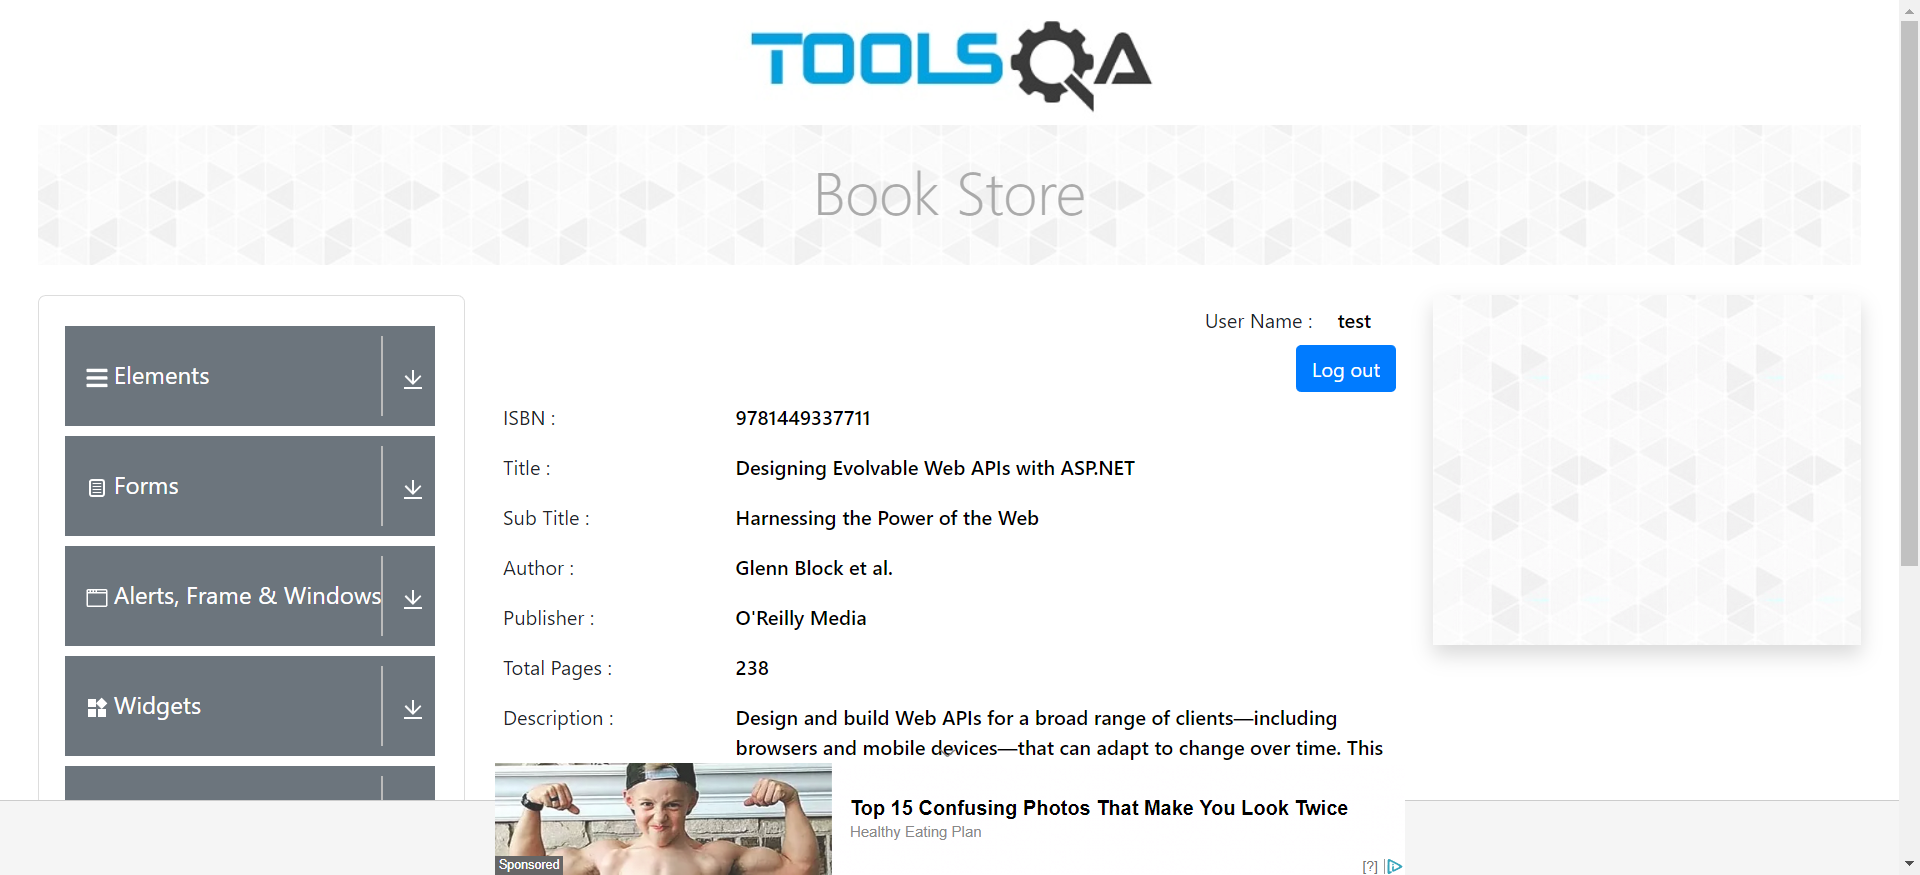 TOOLSQA
Book Store
User Name : test
Log out
Elements
Forms
Alerts, Frame & Windows
Widgets
ISBN : 9781449337711
Title : Designing Evolvable Web APIs with ASP.NET
Sub Title : Harnessing the Power of the Web
Author : Glenn Block et al.
Publisher : O'Reilly Media
Total Pages : 238
Description : Design and build Web APIs for a broad range of clients—including
browsers and mobile devices—that can adapt to change over time. This
Top 15 Confusing Photos That Make You Look Twice
Healthy Eating Plan
Sponsored
[?]